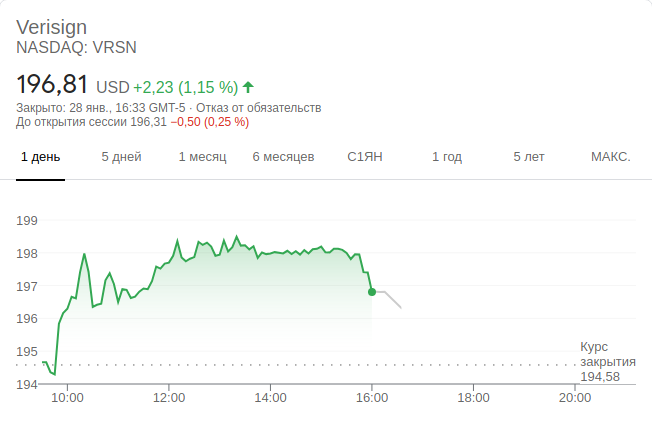 Verisign
NASDAQ: VRSN
196,81 USD +2,23 (1,15 %)
Закрыто: 28 янв., 16:33 GMT-5 · Отказ от обязательств
До открытия сессии 196,31 −0,50 (0,25 %)
1 день 5 дней 1 месяц 6 месяцев С1ЯН 1 год 5 лет МАКС.
199
198
197
196
195
194
Курс
закрытия
194,58
10:00 12:00 14:00 16:00 18:00 20:00